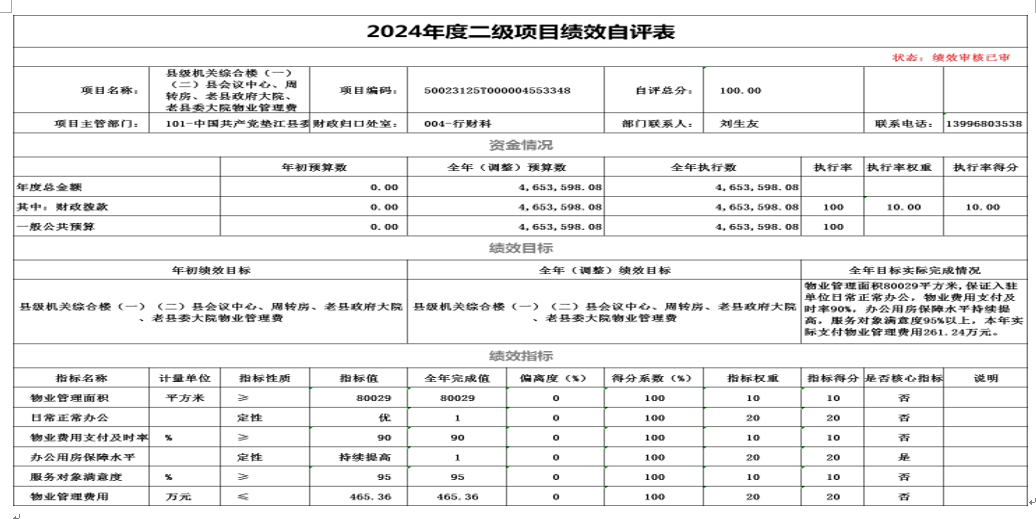 2024年度二级项目绩效自评表
状态：绩效审核已审
项目名称： 县级机关综合楼（一）（二）县会议中心、周转房、老县政府大院、老县委大院物业管理费 项目编码： 50023125T000004553348 自评总分： 100.00
项目主管部门： 101-中国共产党垫江县委 财政归口处室： 004-行财科 部门联系人： 刘生友 联系电话： 13996803538
资金情况
年初预算数 全年（调整）预算数 全年执行数 执行率 执行率权重 执行率得分
年度总金额 0.00 4,653,598.08 4,653,598.08
其中：财政拨款 0.00 4,653,598.08 4,653,598.08 100 10.00 10.00
一般公共预算 0.00 4,653,598.08 4,653,598.08 100
绩效目标
年初绩效目标 全年（调整）绩效目标 全年目标实际完成情况
县级机关综合楼（一）（二）县会议中心、周转房、老县政府大院
、老县委大院物业管理费
县级机关综合楼（一）（二）县会议中心、周转房、老县政府大院
、老县委大院物业管理费
物业管理面积80029平方米,保证入驻
单位日常正常办公，物业费用支付及
时率90%，办公用房保障水平持续提
高，服务对象满意度95%以上，本年实
际支付物业管理费用261.24万元。
绩效指标
指标名称 计量单位 指标性质 指标值 全年完成值 偏离度（%） 得分系数（%） 指标权重 指标得分 是否核心指标 说明
物业管理面积 平方米 ≥ 80029 80029 0 100 10 10 否
日常正常办公 定性 优 1 0 100 20 20 否
物业费用支付及时率 % ≥ 90 90 0 100 10 10 否
办公用房保障水平 定性 持续提高 1 0 100 20 20 是
服务对象满意度 % ≥ 95 95 0 100 10 10 否
物业管理费用 万元 ≤ 465.36 465.36 0 100 20 20 否